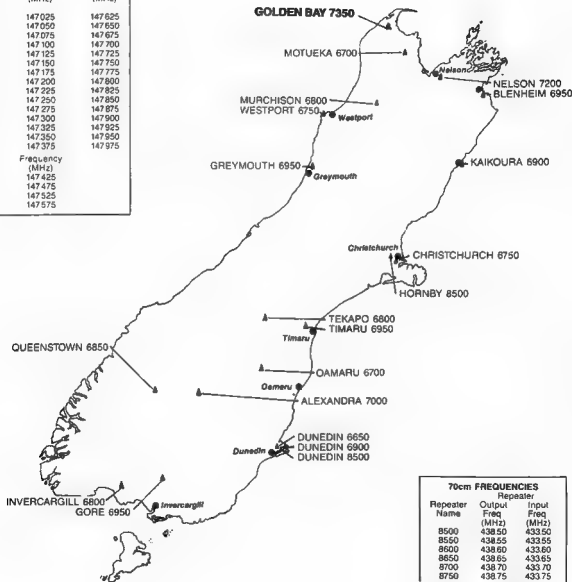 (MHz) (MHz)
147025 147625
147050 147650
147075 147675
147100 147700
147125 147725
147150 147750
147175 147775
147200 147800
147225 147825
147250 147850
147275 147875
147300 147900
147325 147925
147350 147950
147375 147975
Frequency
(MHz)
147425
147475
147525
147575
GOLDEN BAY 7350
MOTUEKA 6700
Nelson
NELSON 7200
BLENHEIM 6950
MURCHISON 6800
WESTPORT 6750
Westport
GREYMOUTH 6950
Greymouth
KAIKOURA 6900
Christchurch
CHRISTCHURCH 6750
HORNBY 8500
TEKAPO 6800
TIMARU 6950
Timaru
QUEENSTOWN 6850
OAMARU 6700
Oameru
ALEXANDRA 7000
DUNEDIN 6650
DUNEDIN 6900
DUNEDIN 8500
Dunedin
INVERCARGILL 6800
GORE 6950
Invercargill
70cm FREQUENCIES
Repeater
Repeater Output Input
Name Freq Freq
(MHz) (MHz)
8500 438.50 433.50
8550 438.55 433.55
8600 438.60 433.60
8650 438.65 433.65
8700 438.70 433.70
8750 438.75 433.75